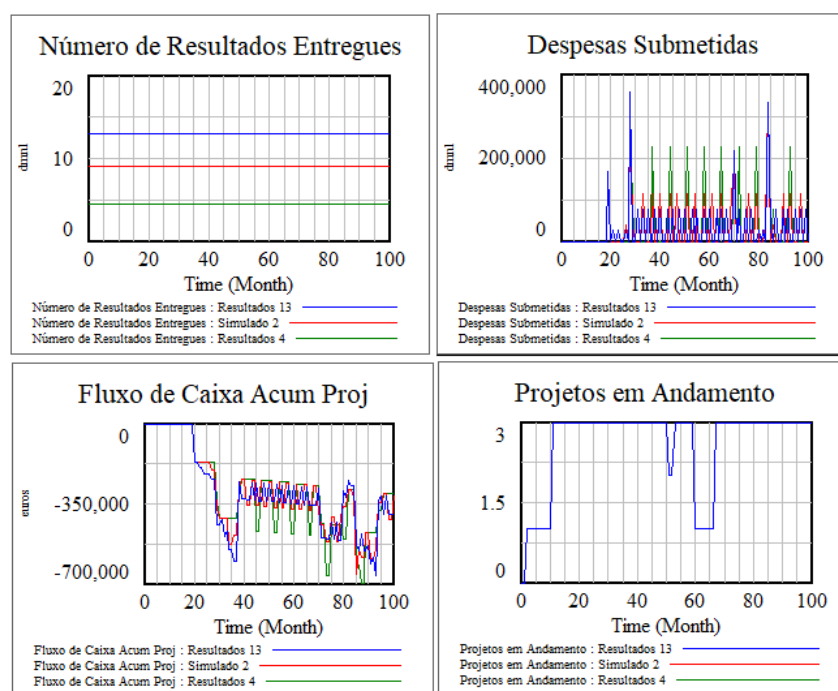 Número de Resultados Entregues
20
10
0
dmnl
0 20 40 60 80 100
Time (Month)
Número de Resultados Entregues : Resultados 13
Número de Resultados Entregues : Simulado 2
Número de Resultados Entregues : Resultados 4
Despesas Submetidas
400,000
200,000
0
dmnl
0 20 40 60 80 100
Time (Month)
Despesas Submetidas : Resultados 13
Despesas Submetidas : Simulado 2
Despesas Submetidas : Resultados 4
Fluxo de Caixa Acum Proj
0
-350,000
-700,000
euros
0 20 40 60 80 100
Time (Month)
Fluxo de Caixa Acum Proj : Resultados 13
Fluxo de Caixa Acum Proj : Simulado 2
Fluxo de Caixa Acum Proj : Resultados 4
Projetos em Andamento
3
1.5
0
0 20 40 60 80 100
Time (Month)
Projetos em Andamento : Resultados 13
Projetos em Andamento : Simulado 2
Projetos em Andamento : Resultados 4